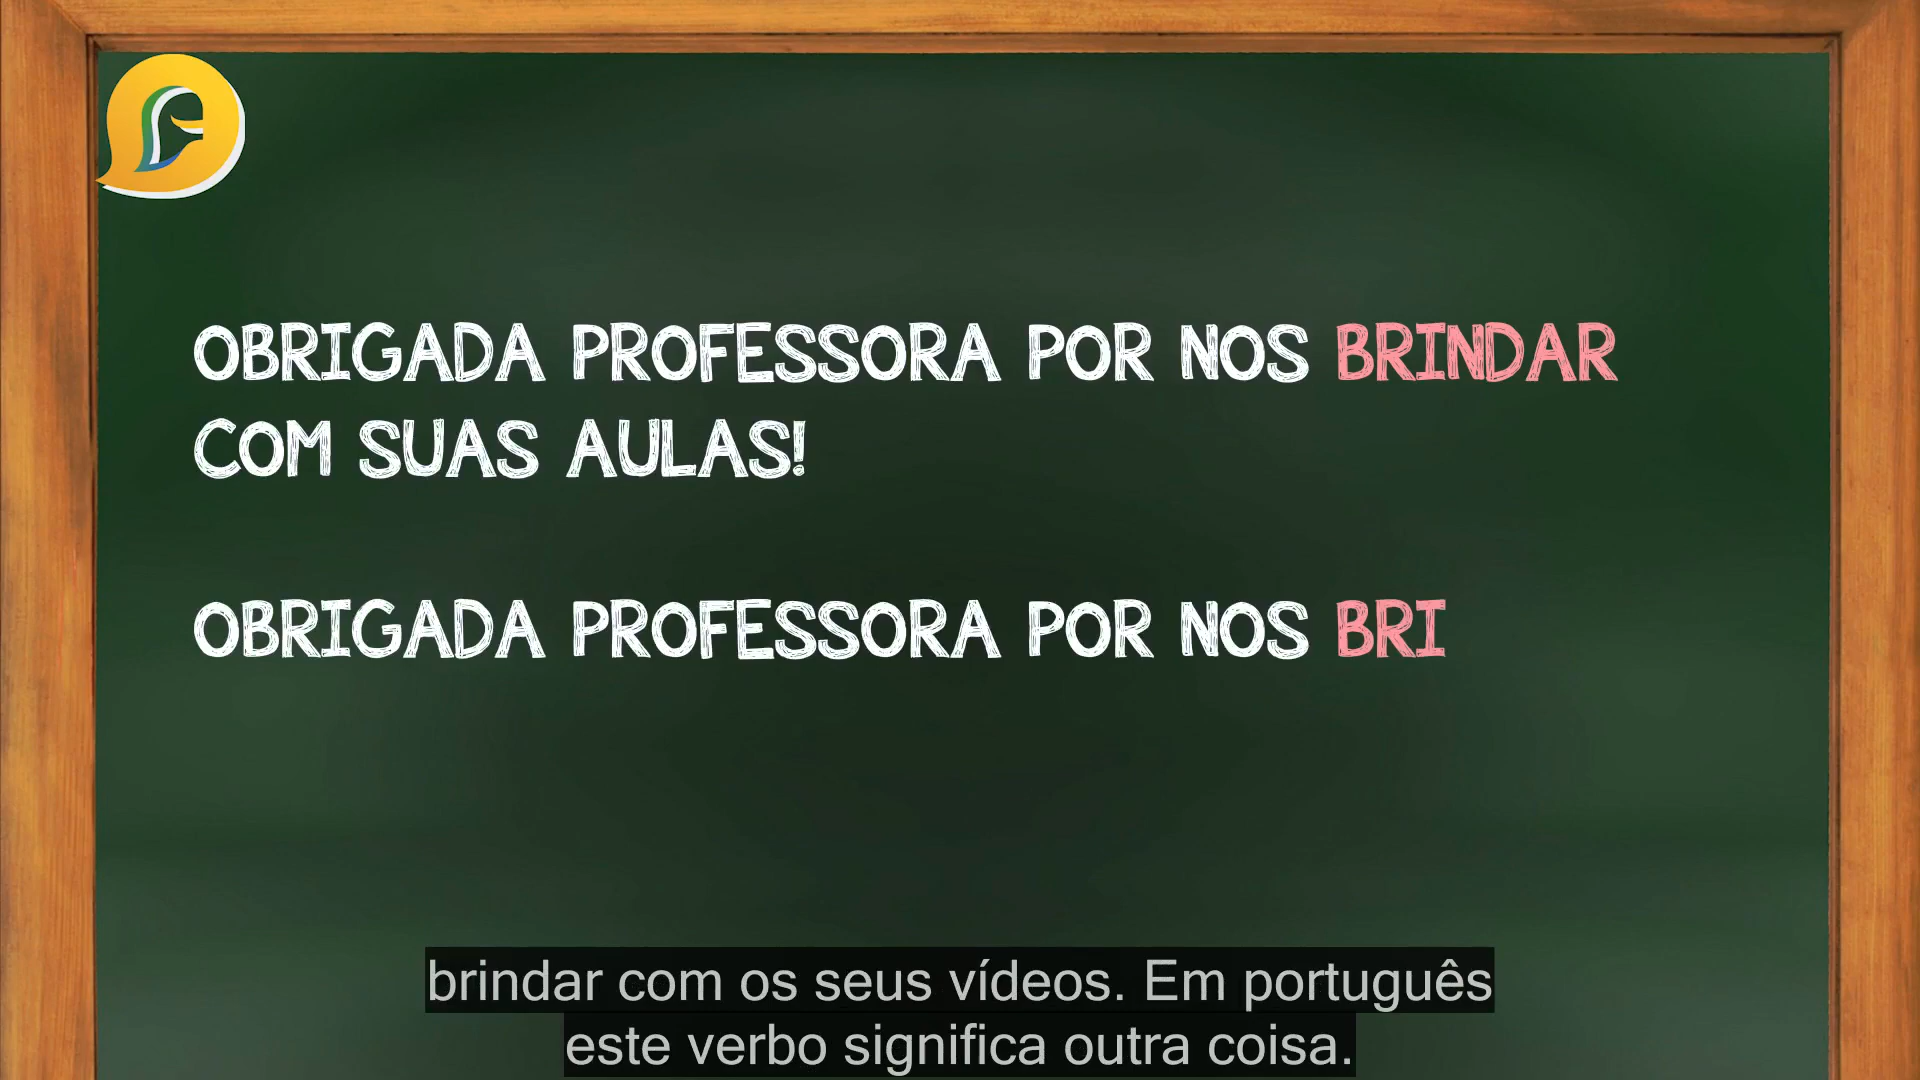 OBRIGADA PROFESSORA POR NOS BRINDAR
COM SUAS AULAS!
OBRIGADA PROFESSORA POR NOS BRI
brindar com os seus vídeos. Em português
este verbo significa outra coisa.